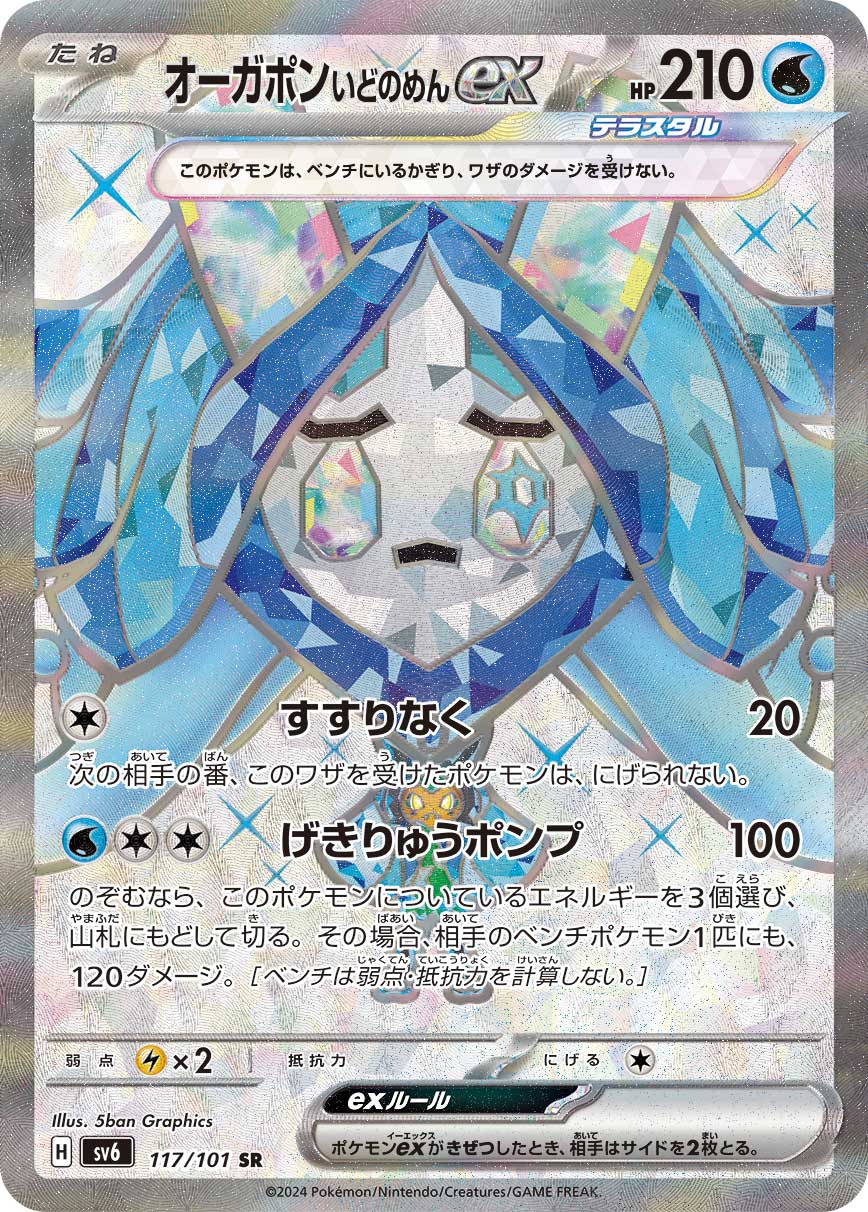 たね
オーガポンいどのめんex HP210
テラスタル
このポケモンは、ベンチにいるかぎり、ワザのダメージを受けない。
すすりなく 20
次の相手の番、このワザを受けたポケモンは、にげられない。
げきりゅうポンプ 100
のぞむなら、このポケモンについているエネルギーを3個選び、
山札にもどして切る。その場合、相手のベンチポケモン1匹にも、
120ダメージ。［ベンチは弱点・抵抗力を計算しない。］
弱点 ×2 抵抗力 にげる
exルール
ポケモンexがきぜつしたとき、相手はサイドを2枚とる。
Illus. 5ban Graphics
H sv6 117/101 SR
©2024 Pokémon/Nintendo/Creatures/GAME FREAK.